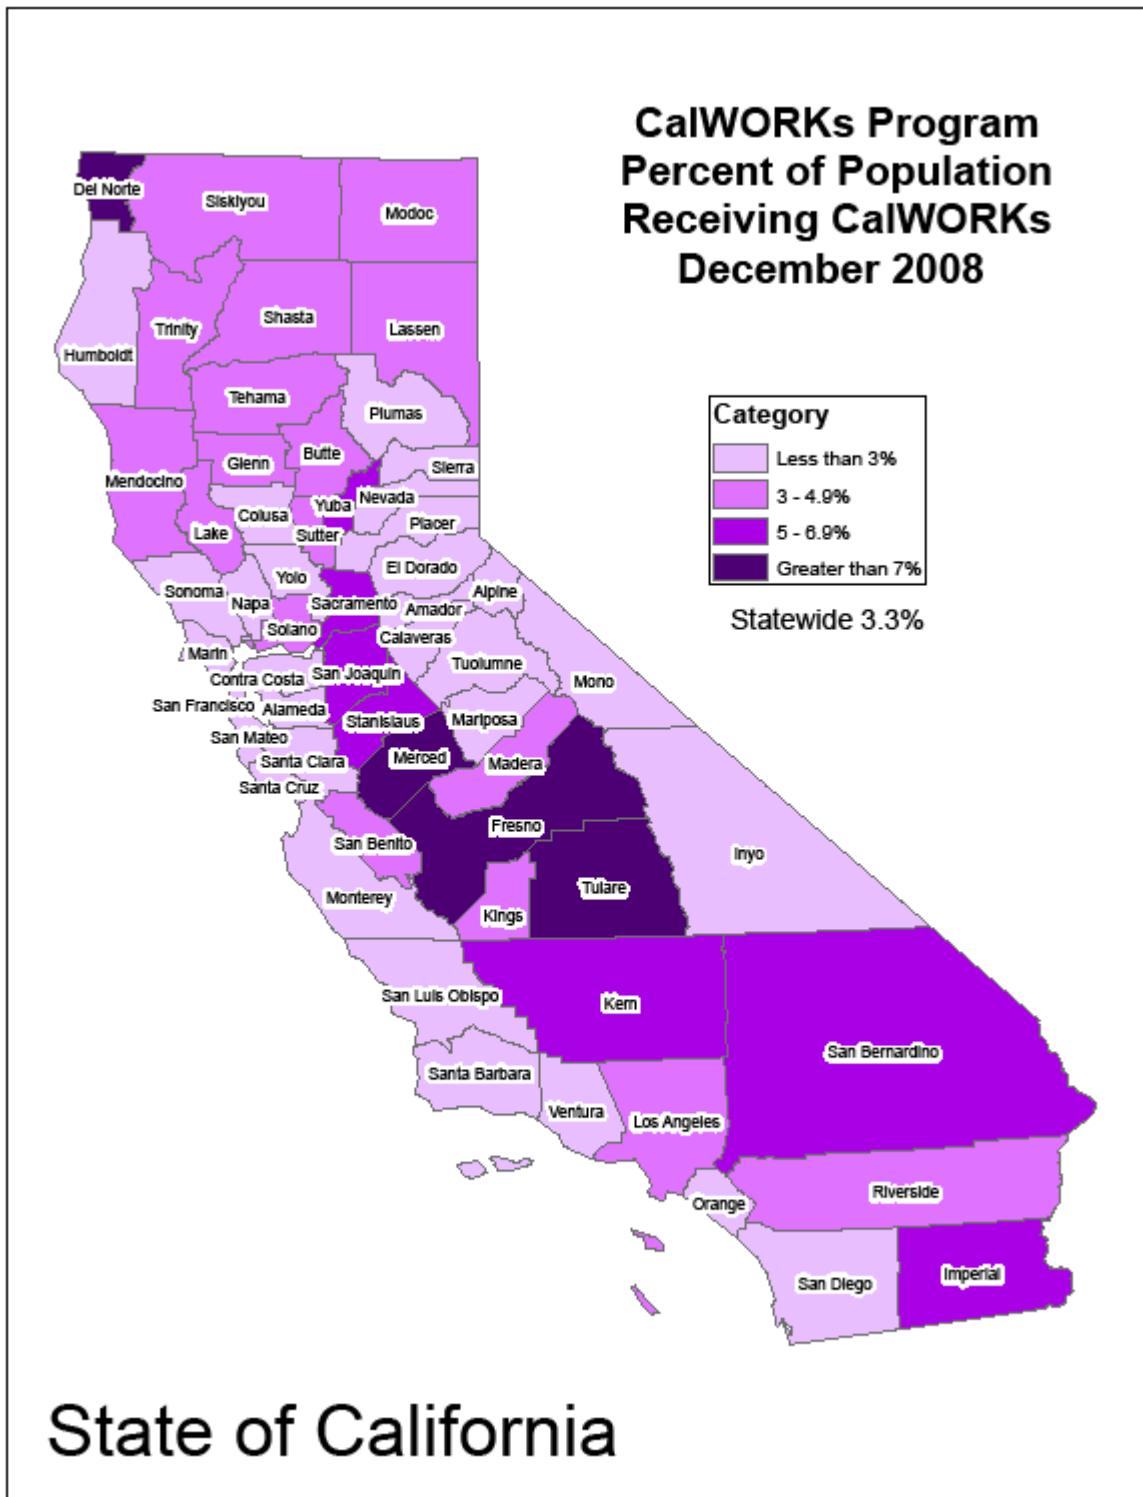 CalWORKs Program
Percent of Population
Receiving CalWORKs
December 2008
Del Norte
Siskiyou
Modoc
Humboldt
Trinity
Shasta
Lassen
Tehama
Plumas
Mendocino
Glenn
Butte
Sierra
Lake
Colusa
Yuba
Nevada
Sutter
Placer
Sonoma
Napa
Yolo
El Dorado
Sacramento
Amador
Alpine
Solano
Calaveras
Marin
Contra Costa
San Joaquin
Tuolumne
Mono
San Francisco
Alameda
Stanislaus
Mariposa
San Mateo
Santa Clara
Merced
Madera
Santa Cruz
San Benito
Fresno
Inyo
Monterey
Kings
Tulare
San Luis Obispo
Kern
San Bernardino
Santa Barbara
Ventura
Los Angeles
Orange
Riverside
San Diego
Imperial
Category
Less than 3%
3 - 4.9%
5 - 6.9%
Greater than 7%
Statewide 3.3%
State of California